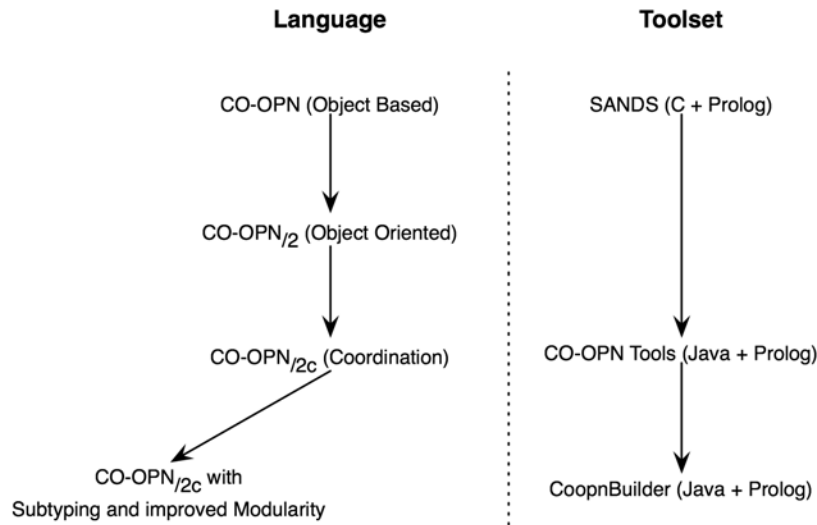 Language
Toolset
CO-OPN (Object Based)
SANDS (C + Prolog)
CO-OPN/2 (Object Oriented)
CO-OPN/2c (Coordination)
CO-OPN Tools (Java + Prolog)
CO-OPN/2c with
Subtyping and improved Modularity
CoopnBuilder (Java + Prolog)